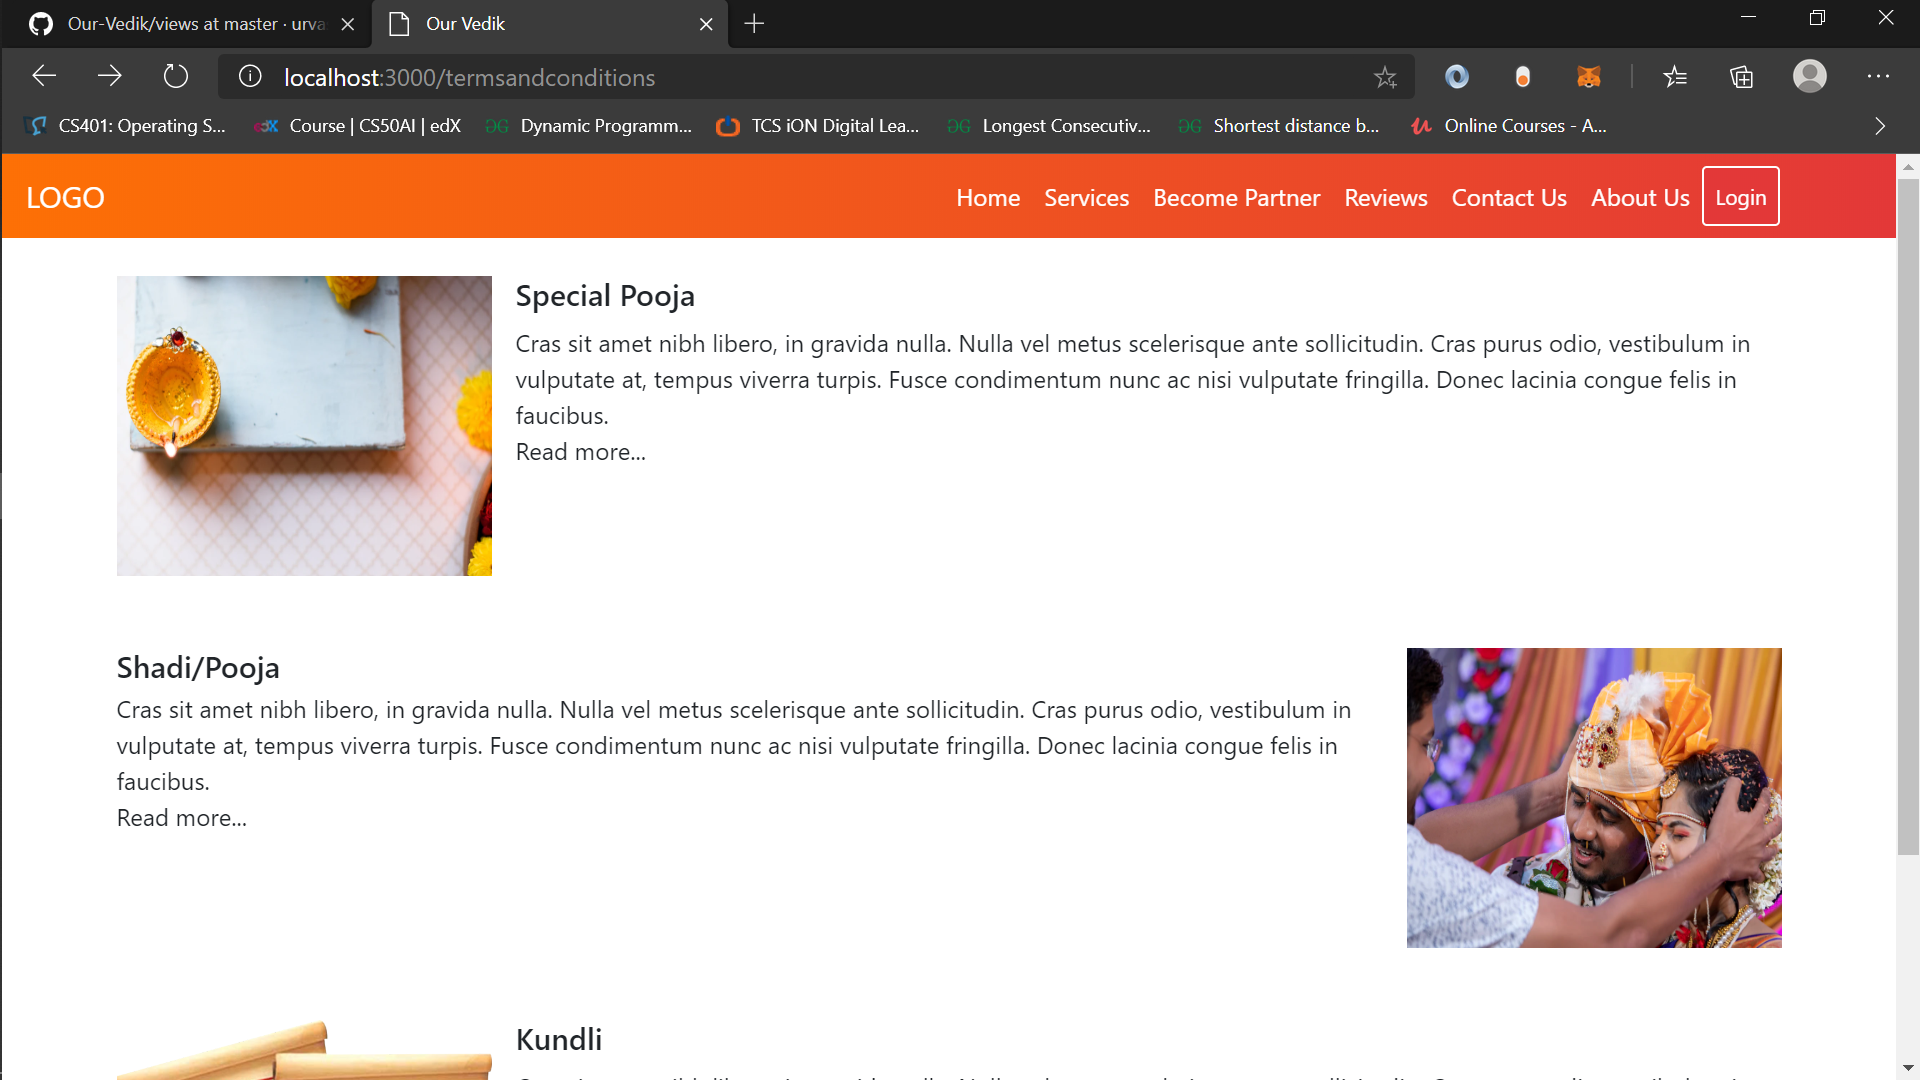 Our-Vedik/views at master · urva
Our Vedik
localhost:3000/termsandconditions
CS401: Operating S...
Course | CS50AI | edX
Dynamic Programm...
TCS iON Digital Lea...
Longest Consecutiv...
Shortest distance b...
Online Courses - A...
LOGO
Home
Services
Become Partner
Reviews
Contact Us
About Us
Login
Special Pooja
Cras sit amet nibh libero, in gravida nulla. Nulla vel metus scelerisque ante sollicitudin. Cras purus odio, vestibulum in
vulputate at, tempus viverra turpis. Fusce condimentum nunc ac nisi vulputate fringilla. Donec lacinia congue felis in
faucibus.
Read more...
Shadi/Pooja
Cras sit amet nibh libero, in gravida nulla. Nulla vel metus scelerisque ante sollicitudin. Cras purus odio, vestibulum in
vulputate at, tempus viverra turpis. Fusce condimentum nunc ac nisi vulputate fringilla. Donec lacinia congue felis in
faucibus.
Read more...
Kundli